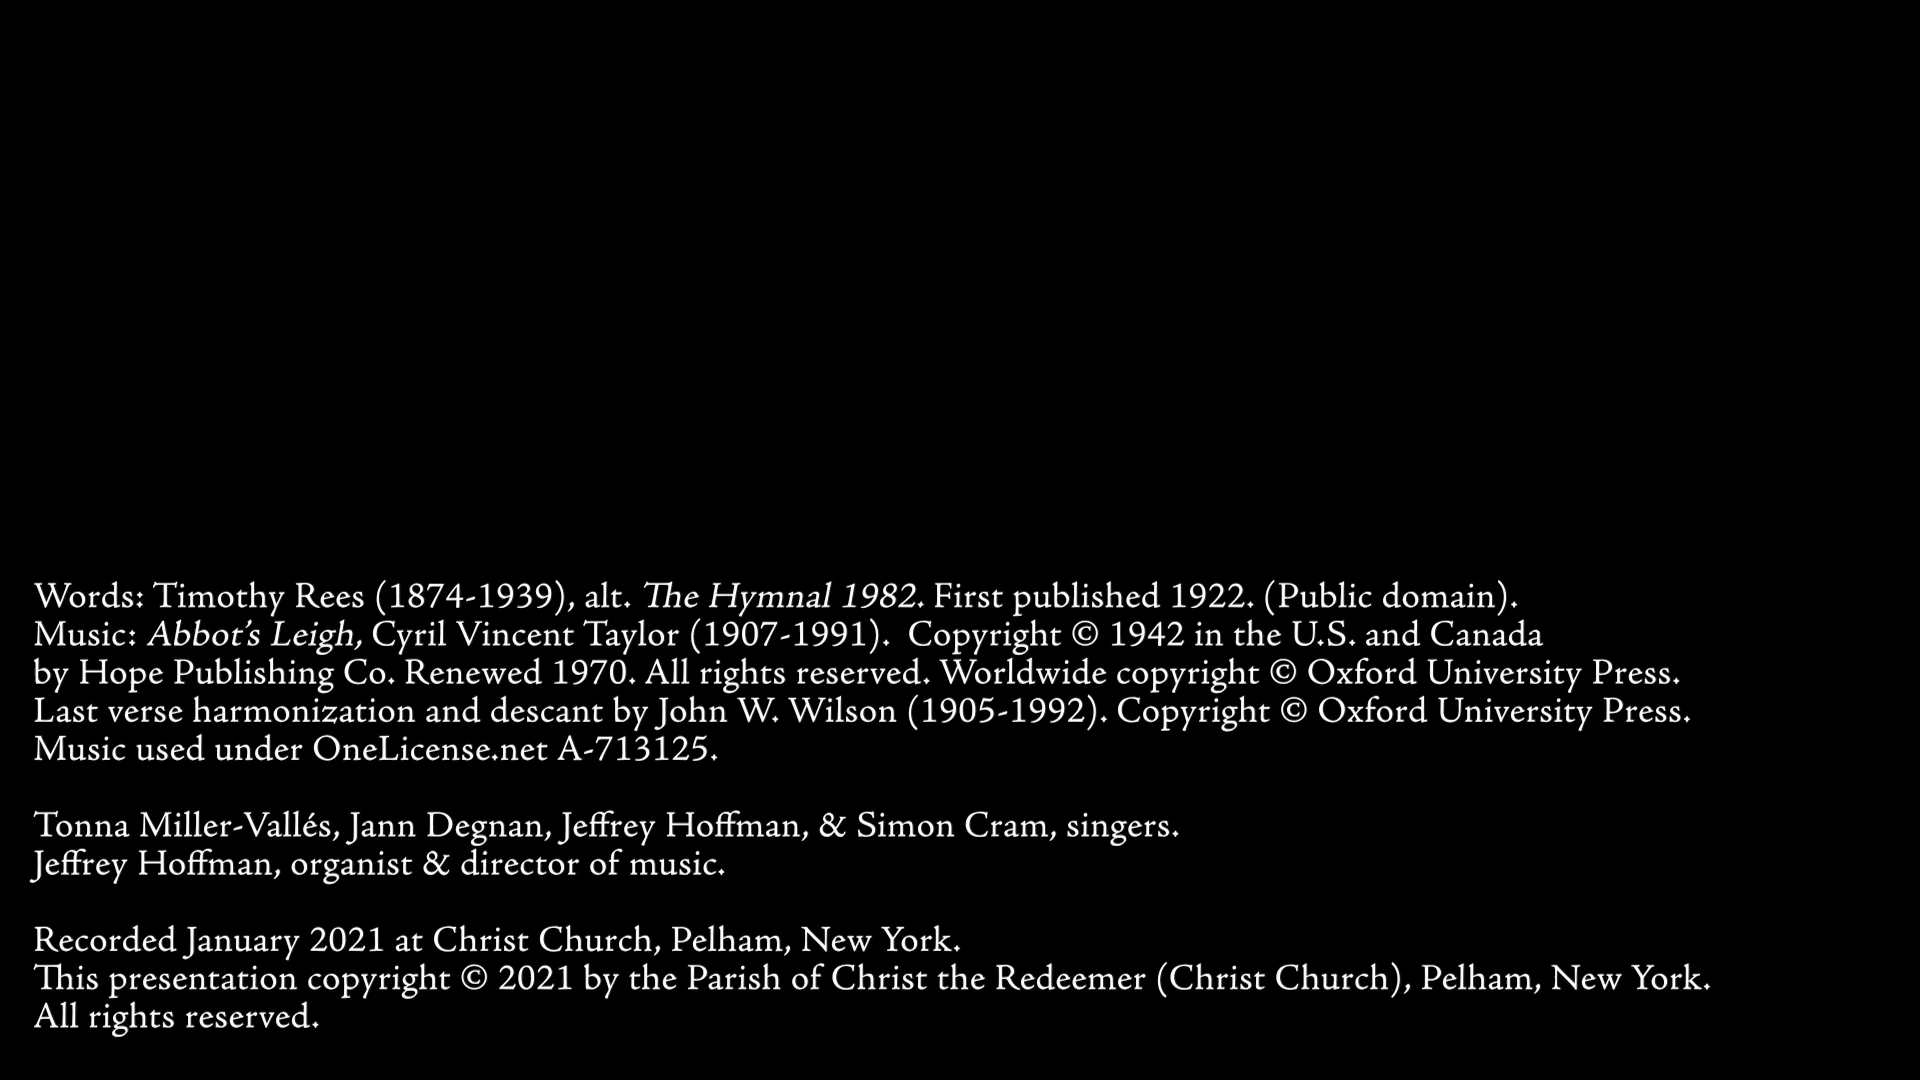 Words: Timothy Rees (1874-1939), alt. The Hymnal 1982. First published 1922. (Public domain).
Music: Abbot’s Leigh, Cyril Vincent Taylor (1907-1991).  Copyright © 1942 in the U.S. and Canada
by Hope Publishing Co. Renewed 1970. All rights reserved. Worldwide copyright © Oxford University Press.
Last verse harmonization and descant by John W. Wilson (1905-1992). Copyright © Oxford University Press.
Music used under OneLicense.net A-713125.
Tonna Miller-Vallés, Jann Degnan, Jeffrey Hoffman, & Simon Cram, singers.
Jeffrey Hoffman, organist & director of music.
Recorded January 2021 at Christ Church, Pelham, New York.
This presentation copyright © 2021 by the Parish of Christ the Redeemer (Christ Church), Pelham, New York.
All rights reserved.